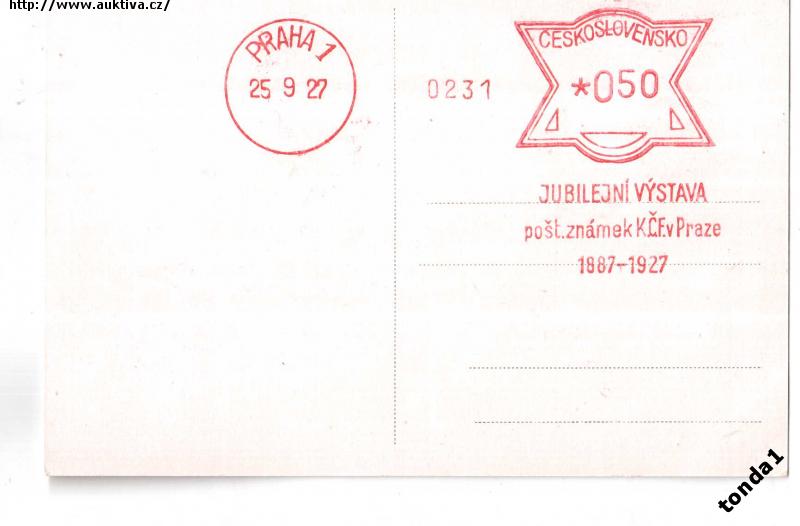 http://www.auktiva.cz/
PRAHA 1
25 9 27
0231
ČESKOSLOVENSKO
*050
JUBILEJNÍ VÝSTAVA
pošt.známek K.Č.F.v Praze
1887-1927
tonda1